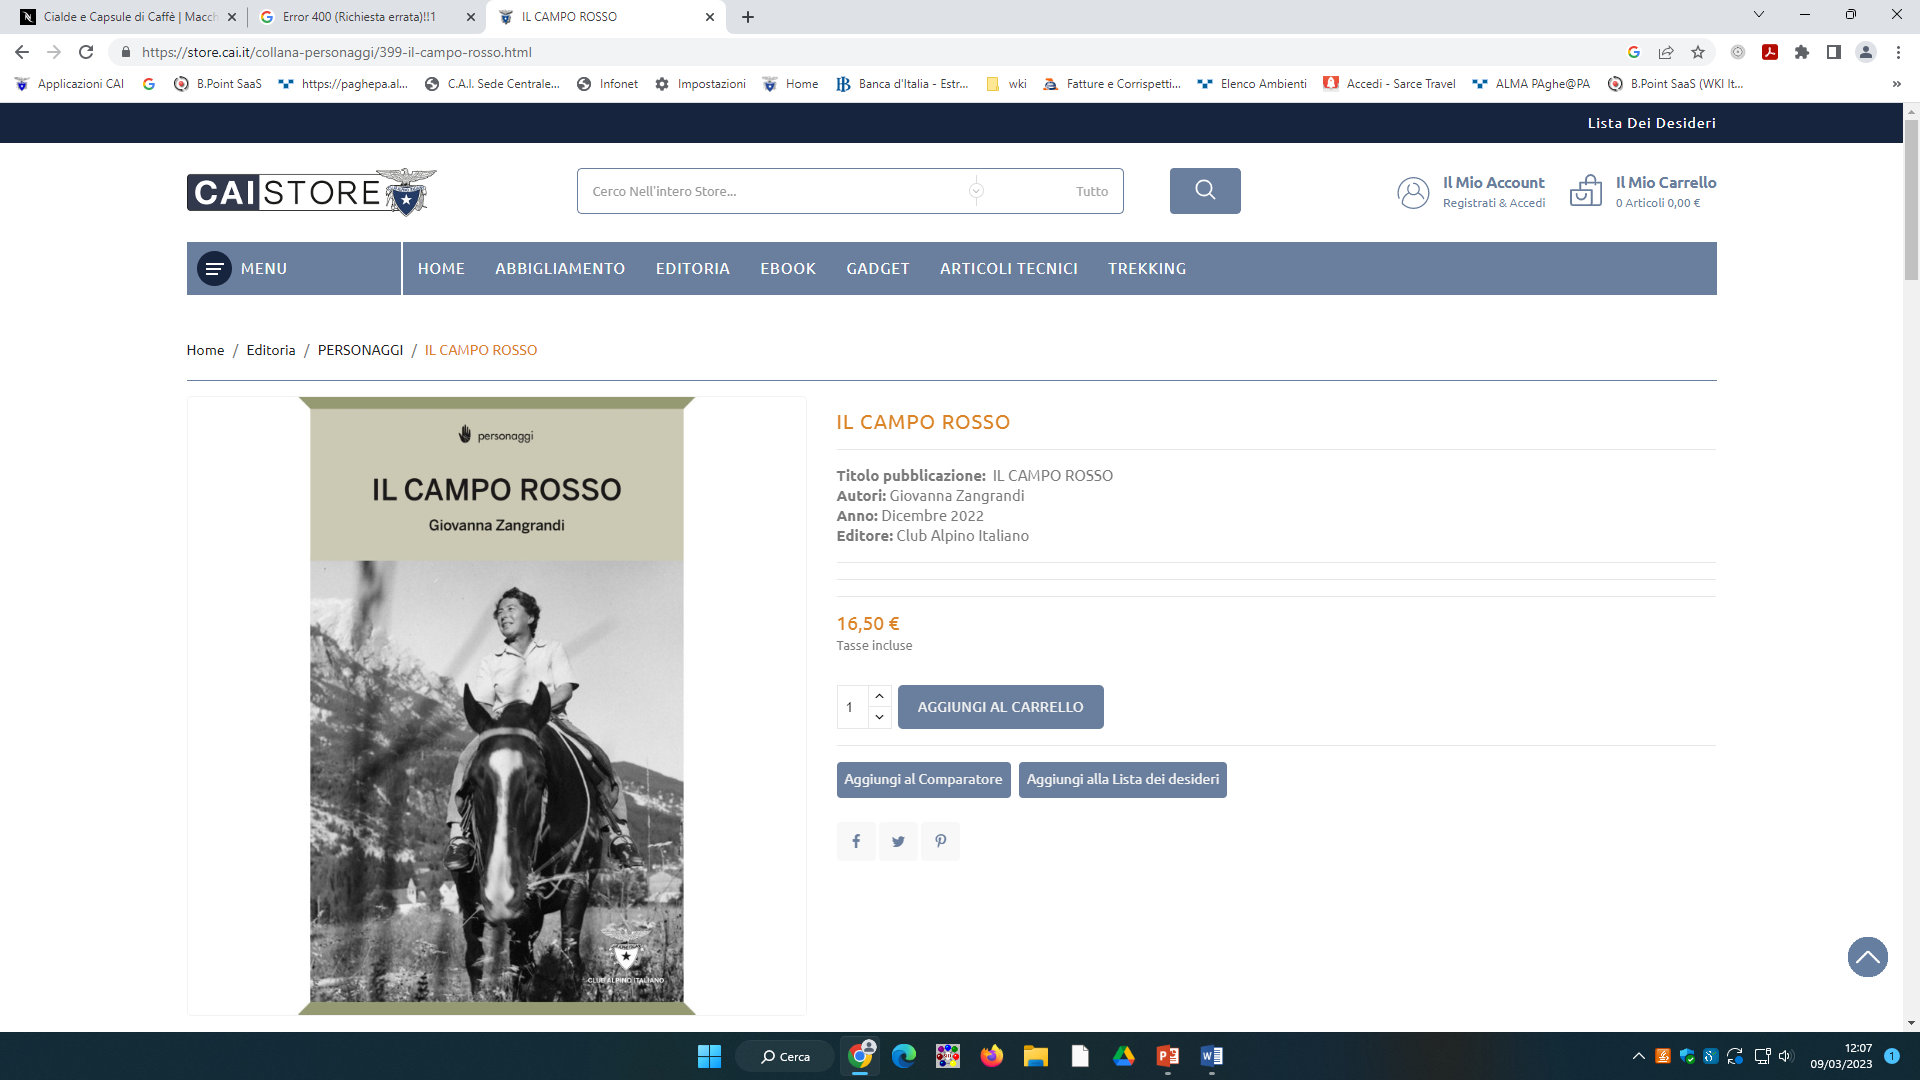 Cialde e Capsule di Caffè | Macch
Error 400 (Richiesta errata)!!1
IL CAMPO ROSSO
https://store.cai.it/collana-personaggi/399-il-campo-rosso.html
Applicazioni CAI
B.Point SaaS
https://paghepa.al...
C.A.I. Sede Centrale...
Infonet
Impostazioni
Home
Banca d'Italia - Estr...
wki
Fatture e Corrispetti...
Elenco Ambienti
Accedi - Sarce Travel
ALMA PAghe@PA
B.Point SaaS (WKI It...
»
Lista Dei Desideri
CAISTORE
Cerco Nell'intero Store...
Tutto
Il Mio Account
Registrati & Accedi
Il Mio Carrello
0 Articoli 0,00 €
MENU
HOME
ABBIGLIAMENTO
EDITORIA
EBOOK
GADGET
ARTICOLI TECNICI
TREKKING
Home / Editoria / PERSONAGGI / IL CAMPO ROSSO
personaggi
IL CAMPO ROSSO
Giovanna Zangrandi
CLUB ALPINO ITALIANO
IL CAMPO ROSSO
Titolo pubblicazione: IL CAMPO ROSSO
Autori: Giovanna Zangrandi
Anno: Dicembre 2022
Editore: Club Alpino Italiano
16,50 €
Tasse incluse
1
AGGIUNGI AL CARRELLO
Aggiungi al Comparatore
Aggiungi alla Lista dei desideri
Cerca
12:07
09/03/2023
1